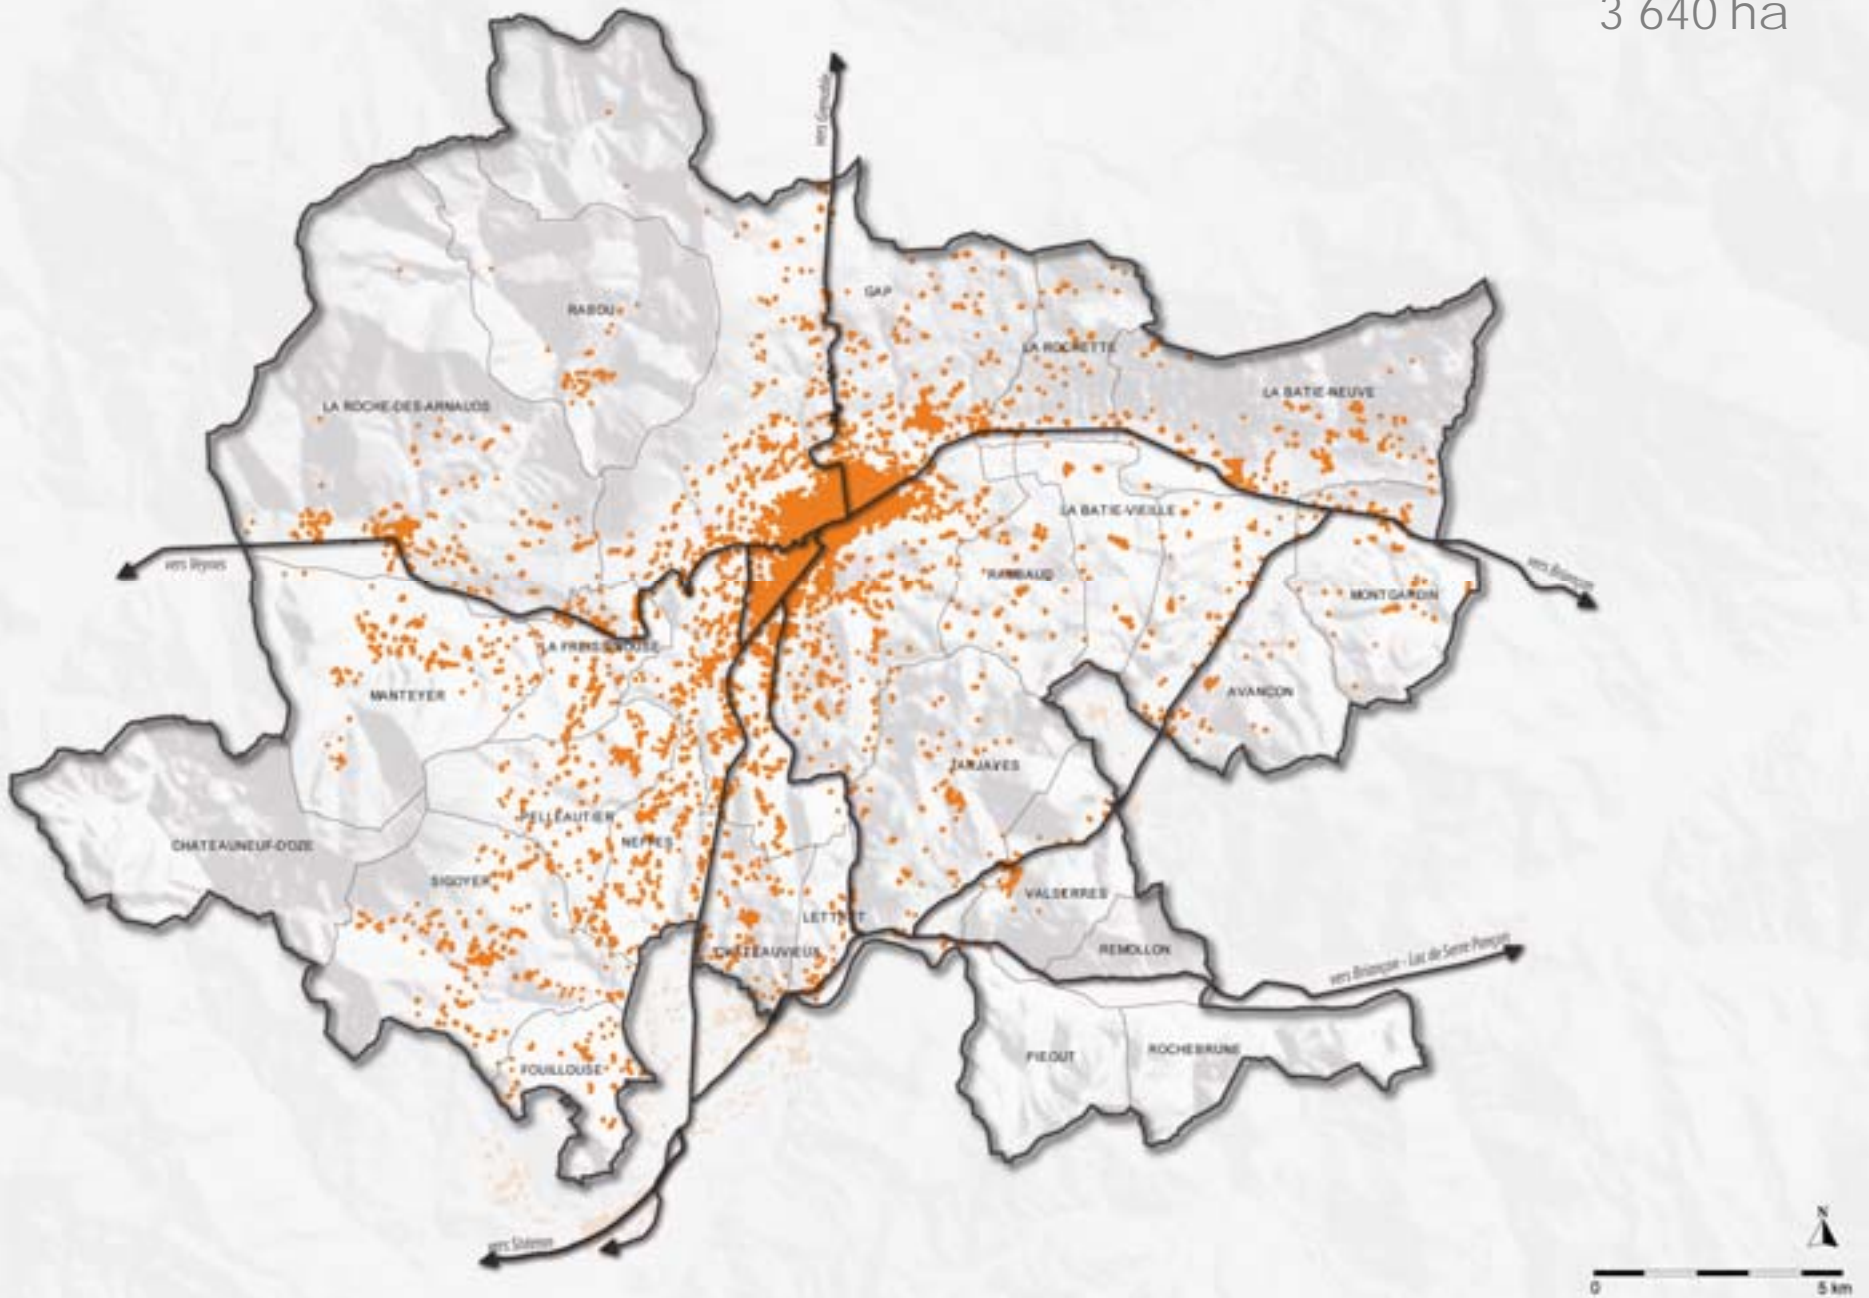 3 640 ha
vers Grenoble
GAP
RABOU
LA ROCHETTE
LA BATIE-NEUVE
LA ROCHE-DES-ARNAUDS
LA BATIE-VIEILLE
vers Veynes
RAMBAUD
vers Briançon
MONTGARDIN
LA FREISSINOUSE
MANTEYER
AVANCON
JARJAYES
PELLEAUTIER
NEFFES
CHATEAUNEUF-D'OZE
SIGOYER
VALSERRES
LETTRET
CHATEAUVIEUX
REMOLLON
vers Briançon - Lac de Serre Ponçon
PIEGUT
ROCHEBRUNE
FOUILLOUSE
vers Sisteron
N
0 5 km